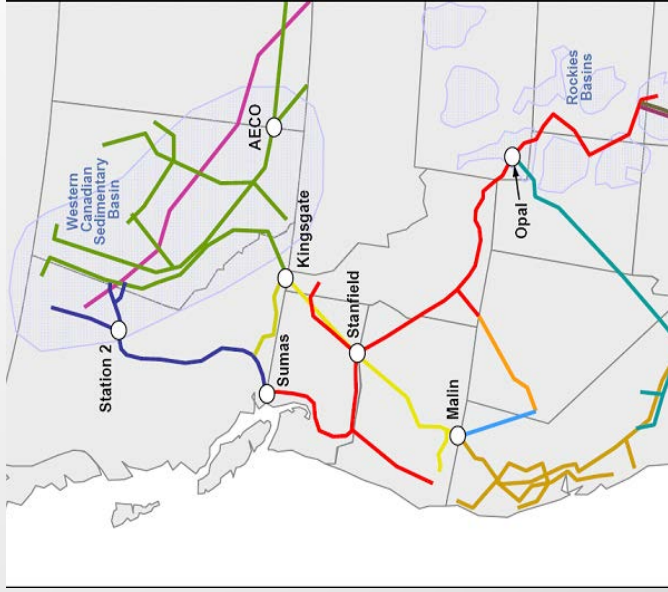 Western
Canadian
Sedimentary
Basin
AECO
Station 2
Kingsgate
Sumas
Stanfield
Malin
Opal
Rockies
Basins